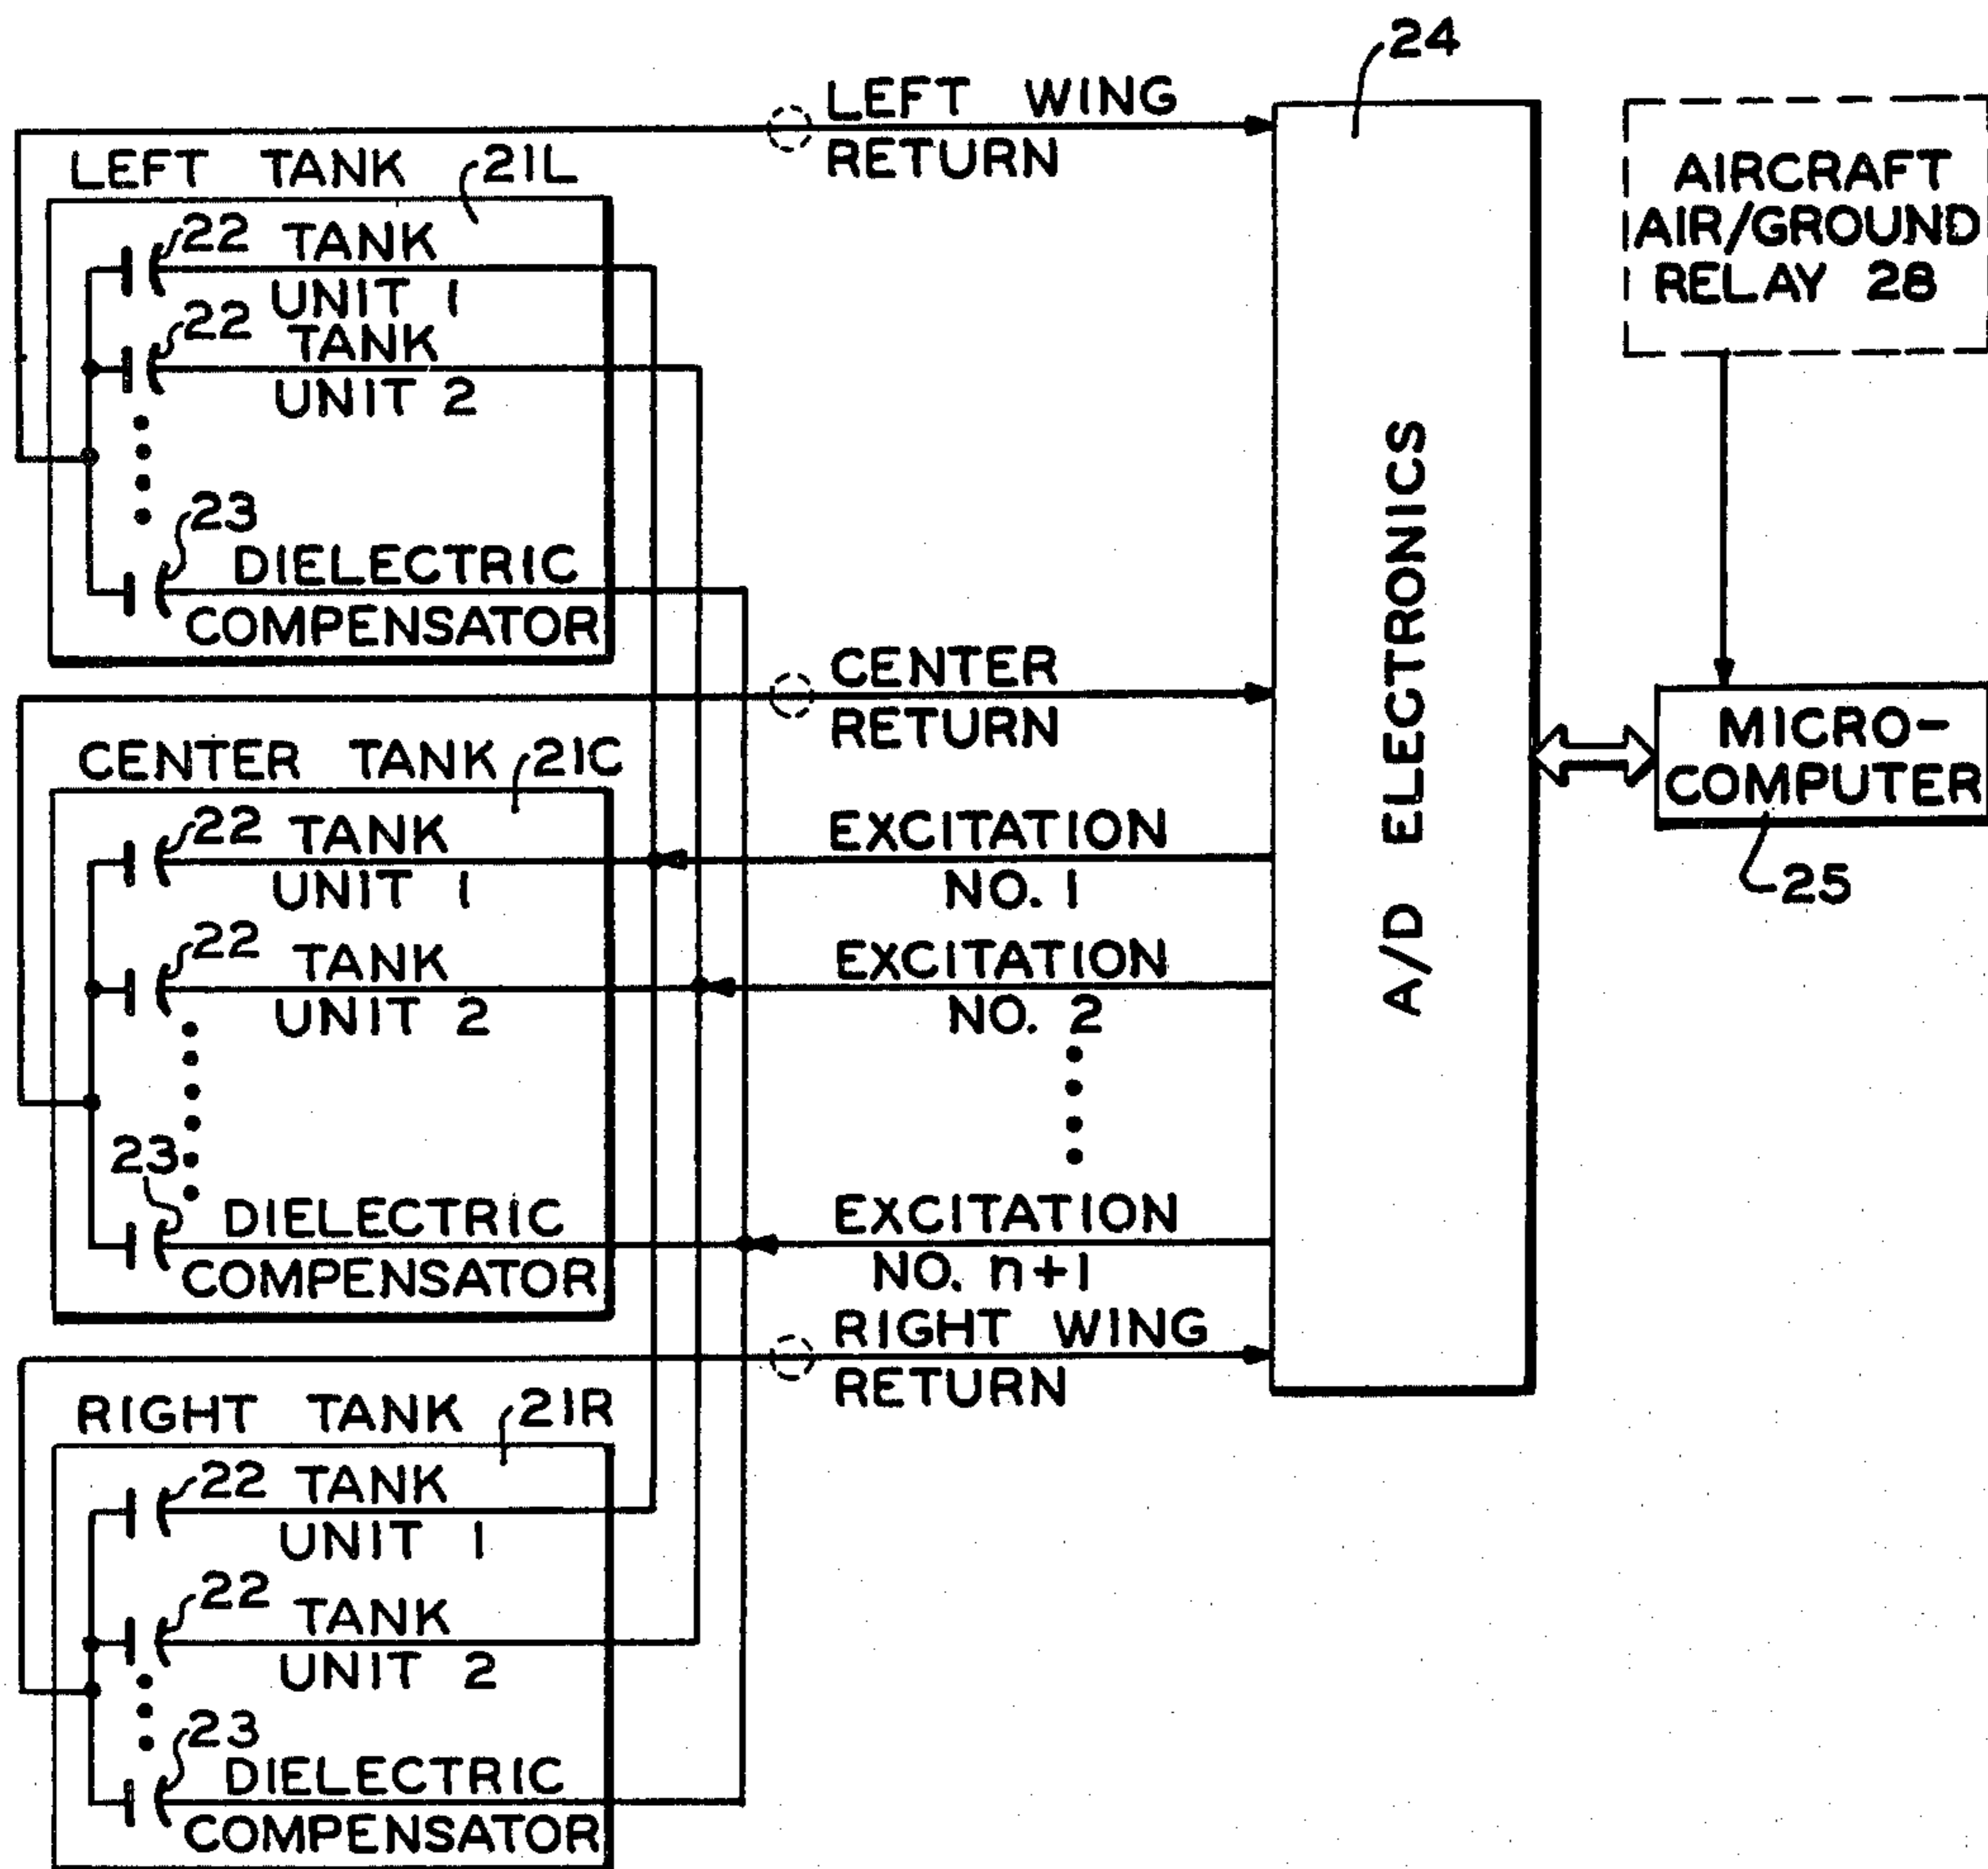 24
LEFT WING
RETURN
LEFT TANK 21L
22 TANK
UNIT 1
22 TANK
UNIT 2
23
DIELECTRIC
COMPENSATOR
AIRCRAFT
AIR/GROUND
RELAY 28
A/D ELECTRONICS
CENTER
RETURN
MICRO-
COMPUTER
25
CENTER TANK 21C
22 TANK
UNIT 1
22 TANK
UNIT 2
23
DIELECTRIC
COMPENSATOR
EXCITATION
NO. 1
EXCITATION
NO. 2
EXCITATION
NO. n+1
RIGHT WING
RETURN
RIGHT TANK 21R
22 TANK
UNIT 1
22 TANK
UNIT 2
23
DIELECTRIC
COMPENSATOR